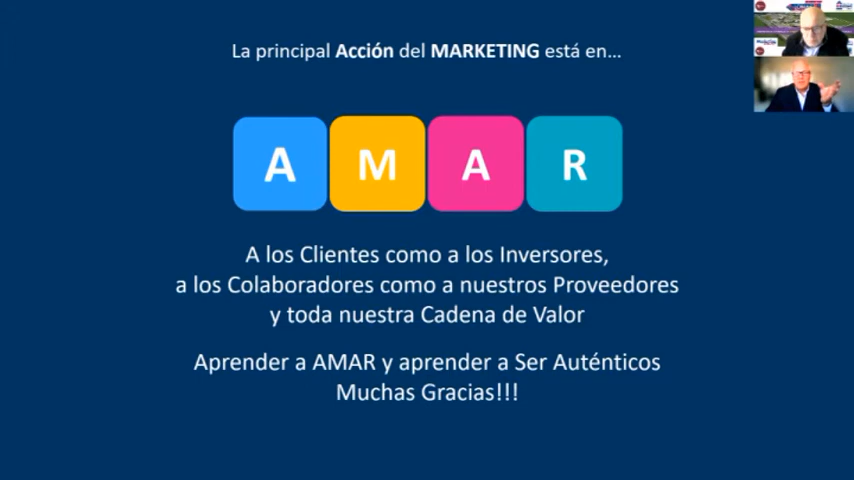 La principal Acción del MARKETING está en...
A M A R
A los Clientes como a los Inversores,
a los Colaboradores como a nuestros Proveedores
y toda nuestra Cadena de Valor
Aprender a AMAR y aprender a Ser Auténticos
Muchas Gracias!!!